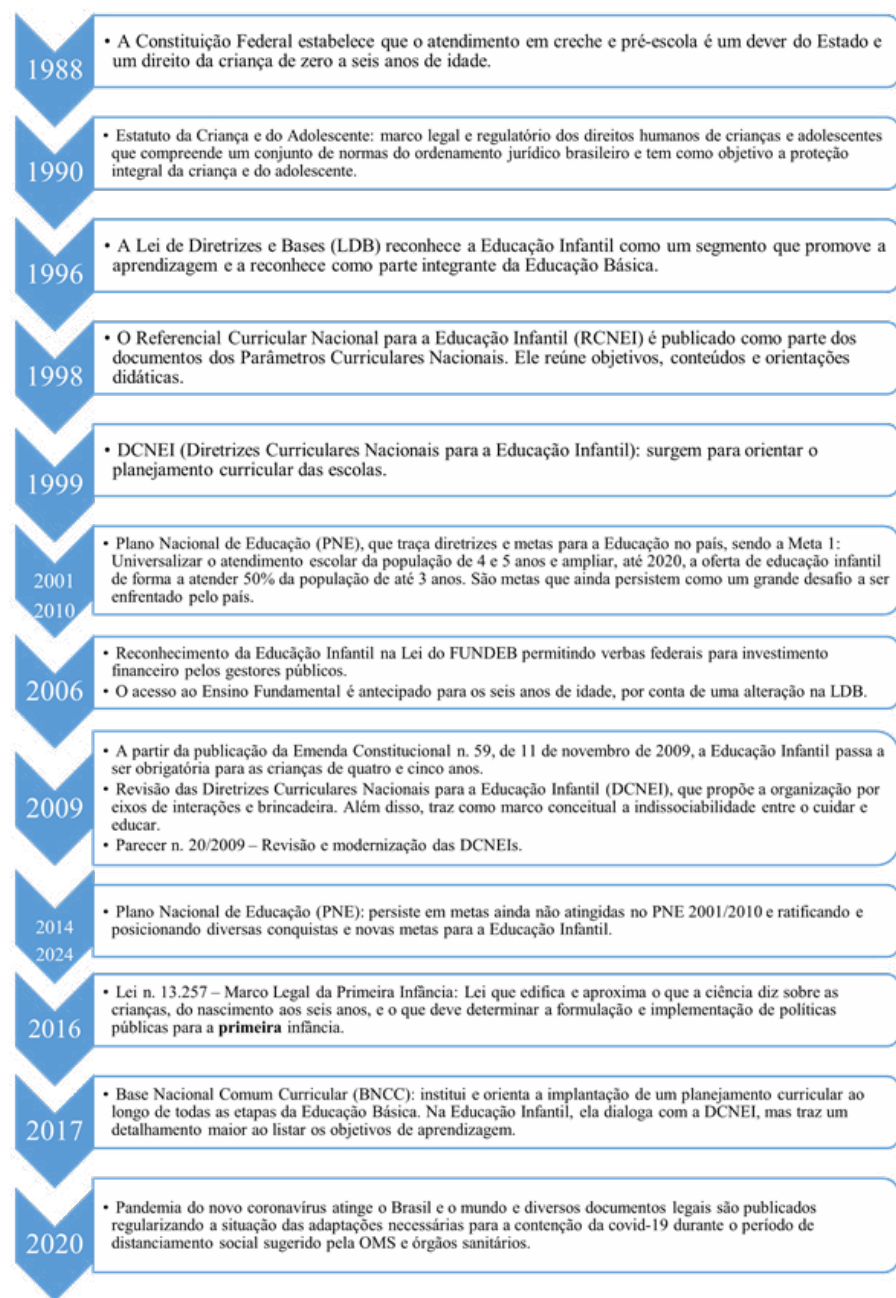 1988
• A Constituição Federal estabelece que o atendimento em creche e pré-escola é um dever do Estado e
um direito da criança de zero a seis anos de idade.
1990
• Estatuto da Criança e do Adolescente: marco legal e regulatório dos direitos humanos de crianças e adolescentes
que compreende um conjunto de normas do ordenamento jurídico brasileiro e tem como objetivo a proteção
integral da criança e do adolescente.
1996
• A Lei de Diretrizes e Bases (LDB) reconhece a Educação Infantil como um segmento que promove a
aprendizagem e a reconhece como parte integrante da Educação Básica.
1998
• O Referencial Curricular Nacional para a Educação Infantil (RCNEI) é publicado como parte dos
documentos dos Parâmetros Curriculares Nacionais. Ele reúne objetivos, conteúdos e orientações
didáticas.
1999
• DCNEI (Diretrizes Curriculares Nacionais para a Educação Infantil): surgem para orientar o
planejamento curricular das escolas.
2001
2010
• Plano Nacional de Educação (PNE), que traça diretrizes e metas para a Educação no país, sendo a Meta 1:
Universalizar o atendimento escolar da população de 4 e 5 anos e ampliar, até 2020, a oferta de educação infantil
de forma a atender 50% da população de até 3 anos. São metas que ainda persistem como um grande desafio a ser
enfrentado pelo país.
2006
• Reconhecimento da Educãção Infantil na Lei do FUNDEB permitindo verbas federais para investimento
financeiro pelos gestores públicos.
• O acesso ao Ensino Fundamental é antecipado para os seis anos de idade, por conta de uma alteração na LDB.
2009
• A partir da publicação da Emenda Constitucional n. 59, de 11 de novembro de 2009, a Educação Infantil passa a
ser obrigatória para as crianças de quatro e cinco anos.
• Revisão das Diretrizes Curriculares Nacionais para a Educação Infantil (DCNEI), que propõe a organização por
eixos de interações e brincadeira. Além disso, traz como marco conceitual a indissociabilidade entre o cuidar e
educar.
• Parecer n. 20/2009 – Revisão e modernização das DCNEIs.
2014
2024
• Plano Nacional de Educação (PNE): persiste em metas ainda não atingidas no PNE 2001/2010 e ratificando e
posicionando diversas conquistas e novas metas para a Educação Infantil.
2016
• Lei n. 13.257 – Marco Legal da Primeira Infância: Lei que edifica e aproxima o que a ciência diz sobre as
crianças, do nascimento aos seis anos, e o que deve determinar a formulação e implementação de políticas
públicas para a primeira infância.
2017
• Base Nacional Comum Curricular (BNCC): institui e orienta a implantação de um planejamento curricular ao
longo de todas as etapas da Educação Básica. Na Educação Infantil, ela dialoga com a DCNEI, mas traz um
detalhamento maior ao listar os objetivos de aprendizagem.
2020
• Pandemia do novo coronavírus atinge o Brasil e o mundo e diversos documentos legais são publicados
regularizando a situação das adaptações necessárias para a contenção da covid-19 durante o período de
distanciamento social sugerido pela OMS e órgãos sanitários.